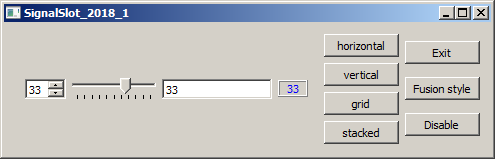 SignalSlot_2018_1
33
33
33
horizontal
vertical
grid
stacked
Exit
Fusion style
Disable